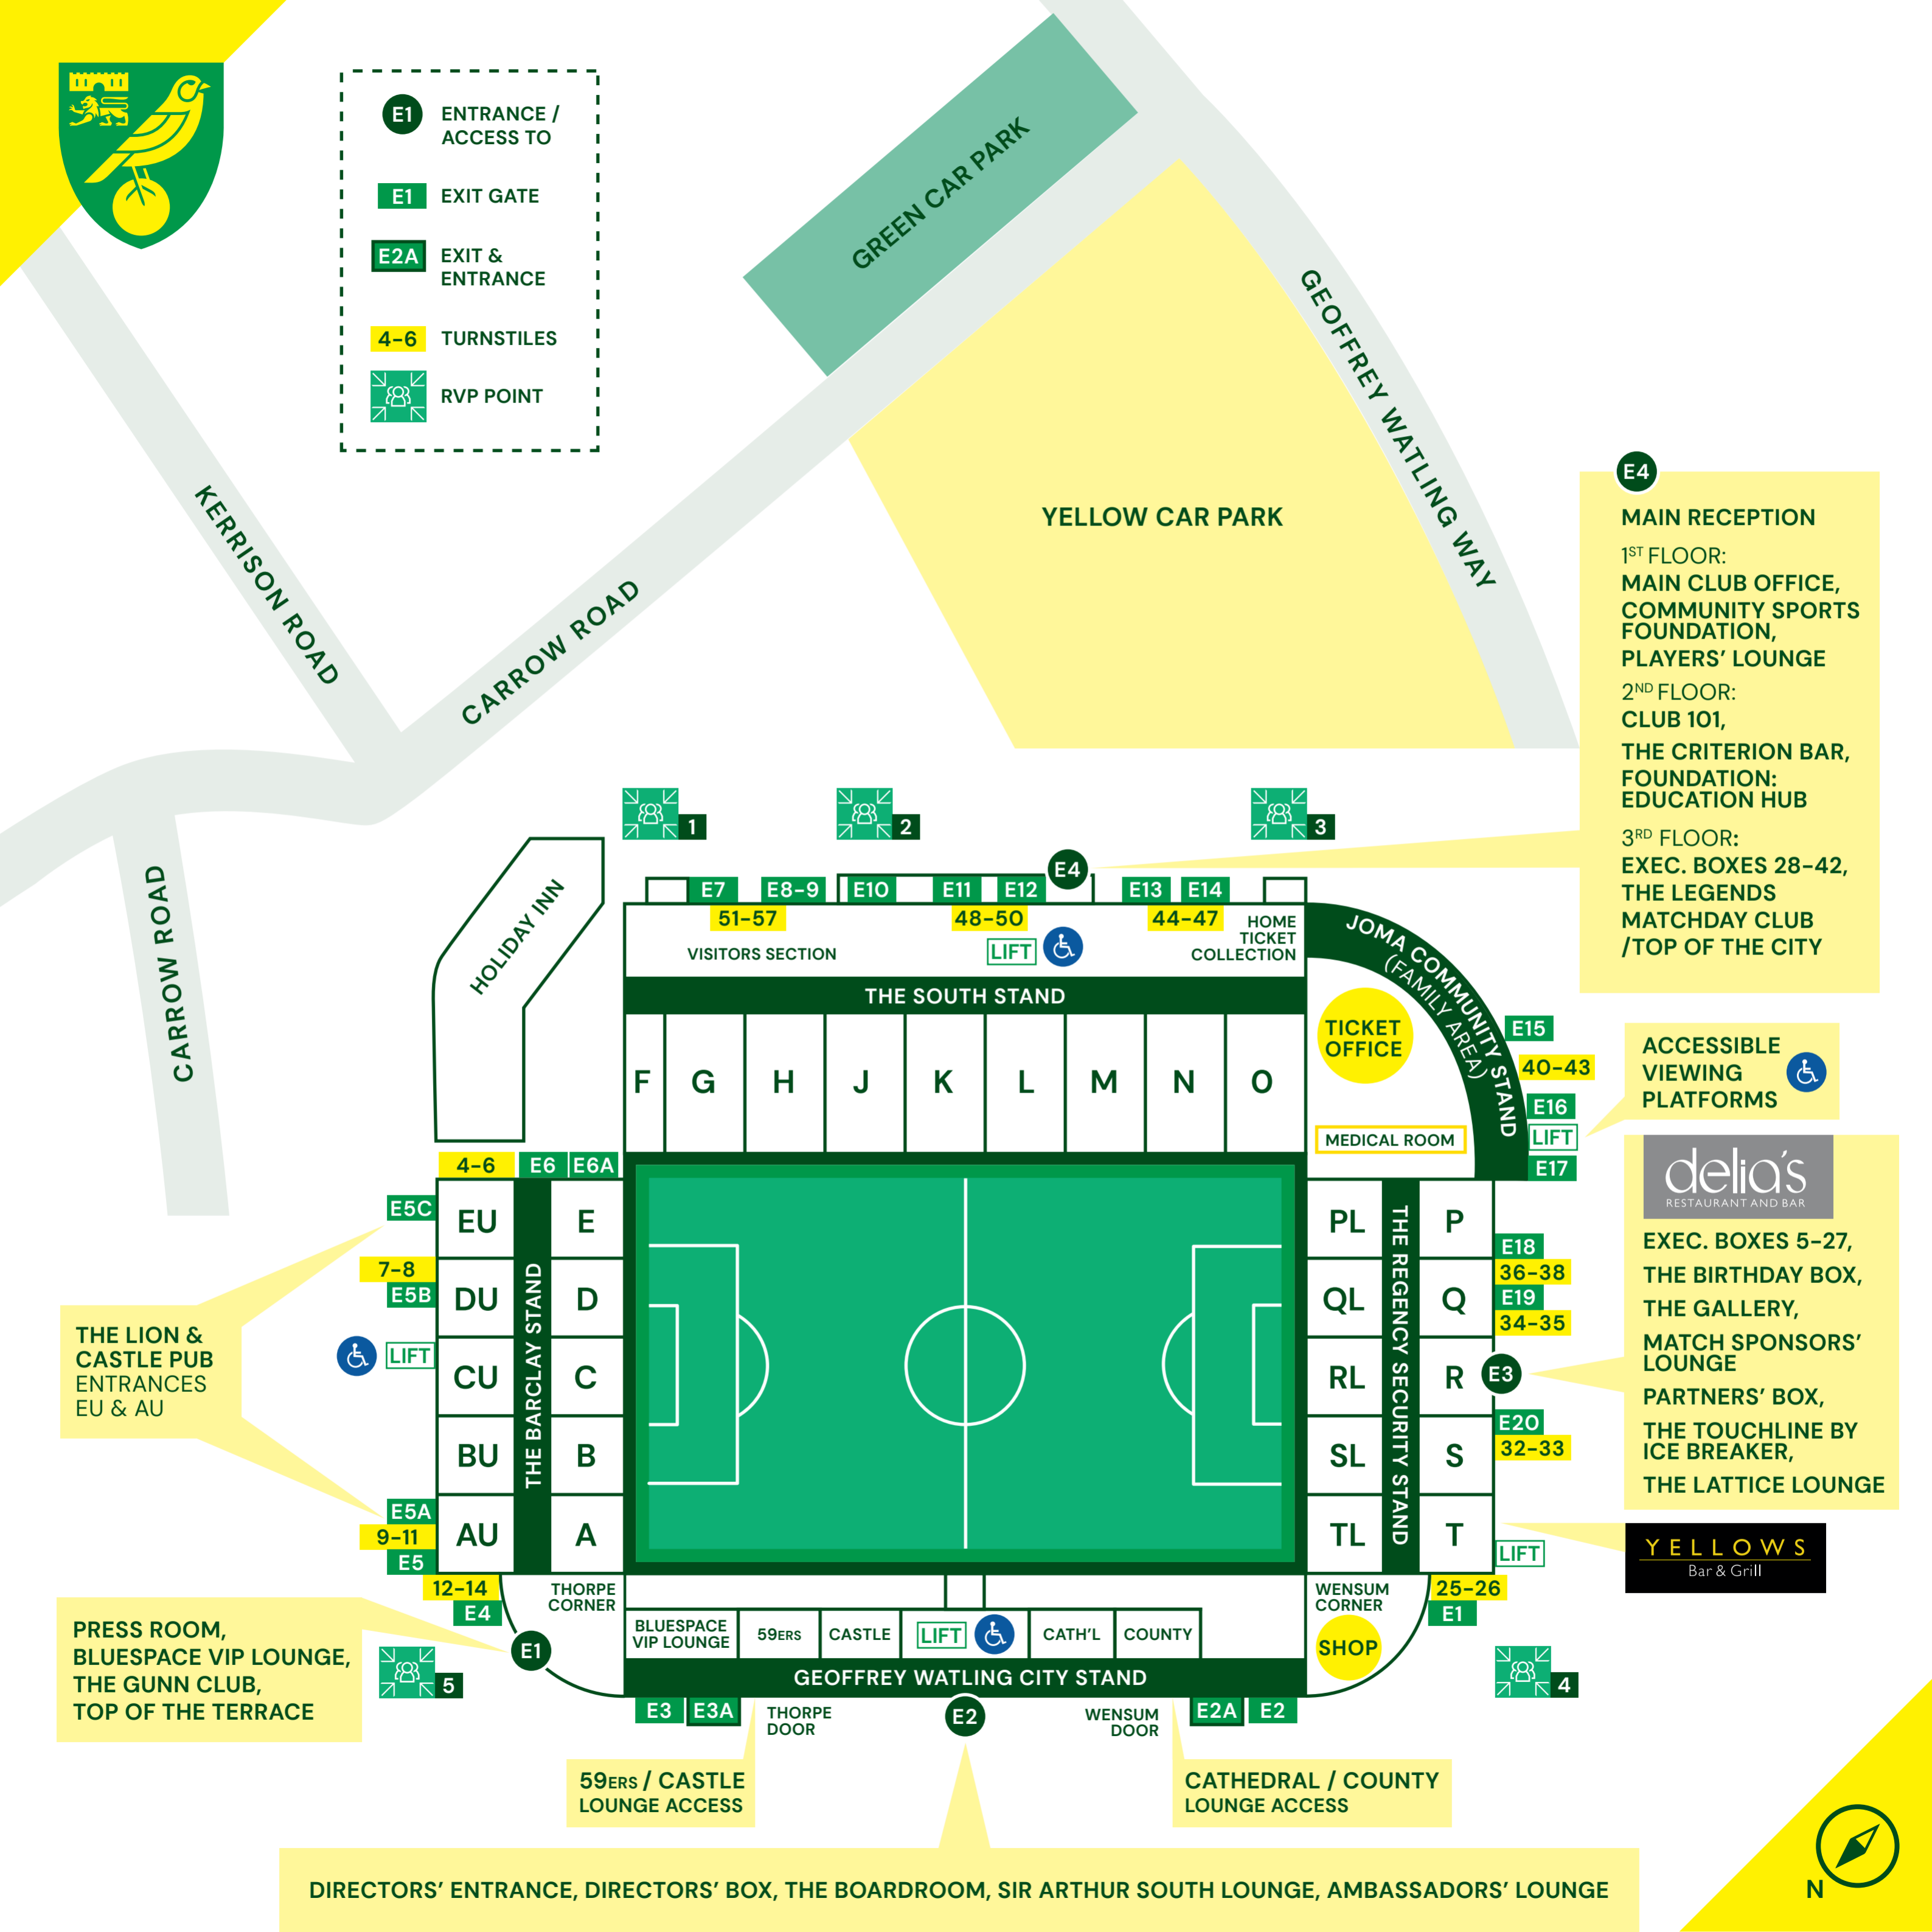 E1
ENTRANCE /
ACCESS TO
E1
EXIT GATE
E2A
EXIT &
ENTRANCE
4-6
TURNSTILES
RVP POINT
GREEN CAR PARK
GEOFFREY WATLING WAY
YELLOW CAR PARK
KERRISON ROAD
CARROW ROAD
CARROW ROAD
HOLIDAY INN
E4
MAIN RECEPTION
1ST FLOOR:
MAIN CLUB OFFICE,
COMMUNITY SPORTS
FOUNDATION,
PLAYERS' LOUNGE
2ND FLOOR:
CLUB 101,
THE CRITERION BAR,
FOUNDATION:
EDUCATION HUB
3RD FLOOR:
EXEC. BOXES 28-42,
THE LEGENDS
MATCHDAY CLUB
/TOP OF THE CITY
1
2
3
E4
E7
E8-9
E10
E11
E12
E13
E14
51-57
48-50
44-47
VISITORS SECTION
LIFT
HOME
TICKET
COLLECTION
THE SOUTH STAND
F
G
H
J
K
L
M
N
O
JOMA COMMUNITY STAND
(FAMILY AREA)
TICKET
OFFICE
MEDICAL ROOM
E15
40-43
E16
LIFT
E17
ACCESSIBLE
VIEWING
PLATFORMS
delia's
RESTAURANT AND BAR
EXEC. BOXES 5-27,
THE BIRTHDAY BOX,
THE GALLERY,
MATCH SPONSORS'
LOUNGE
PARTNERS' BOX,
THE TOUCHLINE BY
ICE BREAKER,
THE LATTICE LOUNGE
YELLOWS
Bar & Grill
4-6
E6
E6A
E5C
7-8
E5B
LIFT
E5A
9-11
E5
12-14
E4
EU
DU
CU
BU
AU
THE BARCLAY STAND
E
D
C
B
A
THE LION &
CASTLE PUB
ENTRANCES
EU & AU
PL
QL
RL
SL
TL
THE REGENCY SECURITY STAND
P
Q
R
S
T
E18
36-38
E19
34-35
E3
E20
32-33
LIFT
25-26
E1
THORPE
CORNER
WENSUM
CORNER
SHOP
BLUESPACE
VIP LOUNGE
59ERS
CASTLE
LIFT
CATH'L
COUNTY
GEOFFREY WATLING CITY STAND
E1
PRESS ROOM,
BLUESPACE VIP LOUNGE,
THE GUNN CLUB,
TOP OF THE TERRACE
5
4
E3
E3A
THORPE
DOOR
E2
WENSUM
DOOR
E2A
E2
59ERS / CASTLE
LOUNGE ACCESS
CATHEDRAL / COUNTY
LOUNGE ACCESS
DIRECTORS' ENTRANCE, DIRECTORS' BOX, THE BOARDROOM, SIR ARTHUR SOUTH LOUNGE, AMBASSADORS' LOUNGE
N